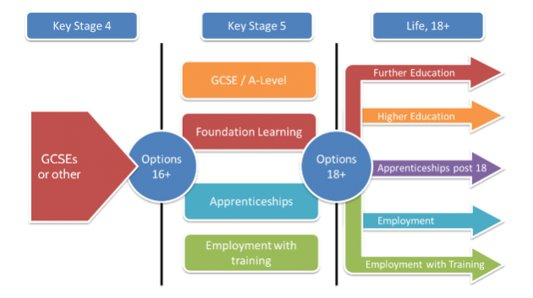 Key Stage 4
Key Stage 5
Life, 18+
GCSEs
or other
Options
16+
GCSE / A-Level
Foundation Learning
Apprenticeships
Employment with
training
Options
18+
Further Education
Higher Education
Apprenticeships post 18
Employment
Employment with Training